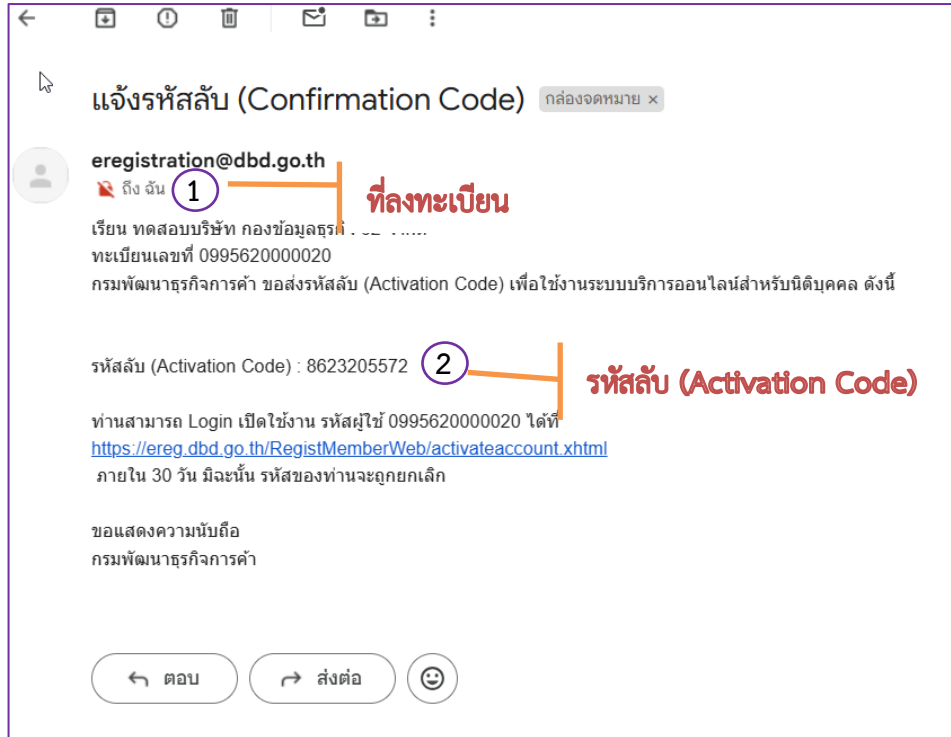 แจ้งรหัสลับ (Confirmation Code) กล่องจดหมาย ×
eregistration@dbd.go.th
ถึง ฉัน 1
ที่ลงทะเบียน
เรียน ทดสอบบริษัท กองข้อมูลธุรกิ
ทะเบียนเลขที่ 0995620000020
กรมพัฒนาธุรกิจการค้า ขอส่งรหัสลับ (Activation Code) เพื่อใช้งานระบบบริการออนไลน์สำหรับนิติบุคคล ดังนี้
รหัสลับ (Activation Code) : 8623205572 2
รหัสลับ (Activation Code)
ท่านสามารถ Login เปิดใช้งาน รหัสผู้ใช้ 0995620000020 ได้ที่
https://ereg.dbd.go.th/RegistMemberWeb/activateaccount.xhtml
ภายใน 30 วัน มิฉะนั้น รหัสของท่านจะถูกยกเลิก
ขอแสดงความนับถือ
กรมพัฒนาธุรกิจการค้า
ตอบ
ส่งต่อ